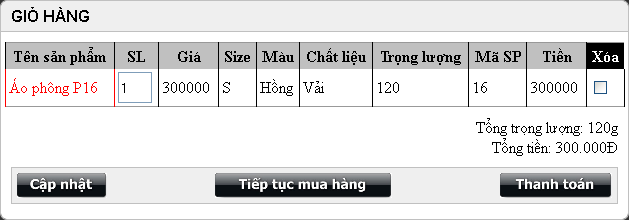 GIỎ HÀNG
Tên sản phẩm SL Giá Size Màu Chất liệu Trọng lượng Mã SP Tiền Xóa
Áo phông P16 1 300000 S Hồng Vải 120 16 300000
Tổng trọng lượng: 120g
Tổng tiền: 300.000Đ
Cập nhật Tiếp tục mua hàng Thanh toán